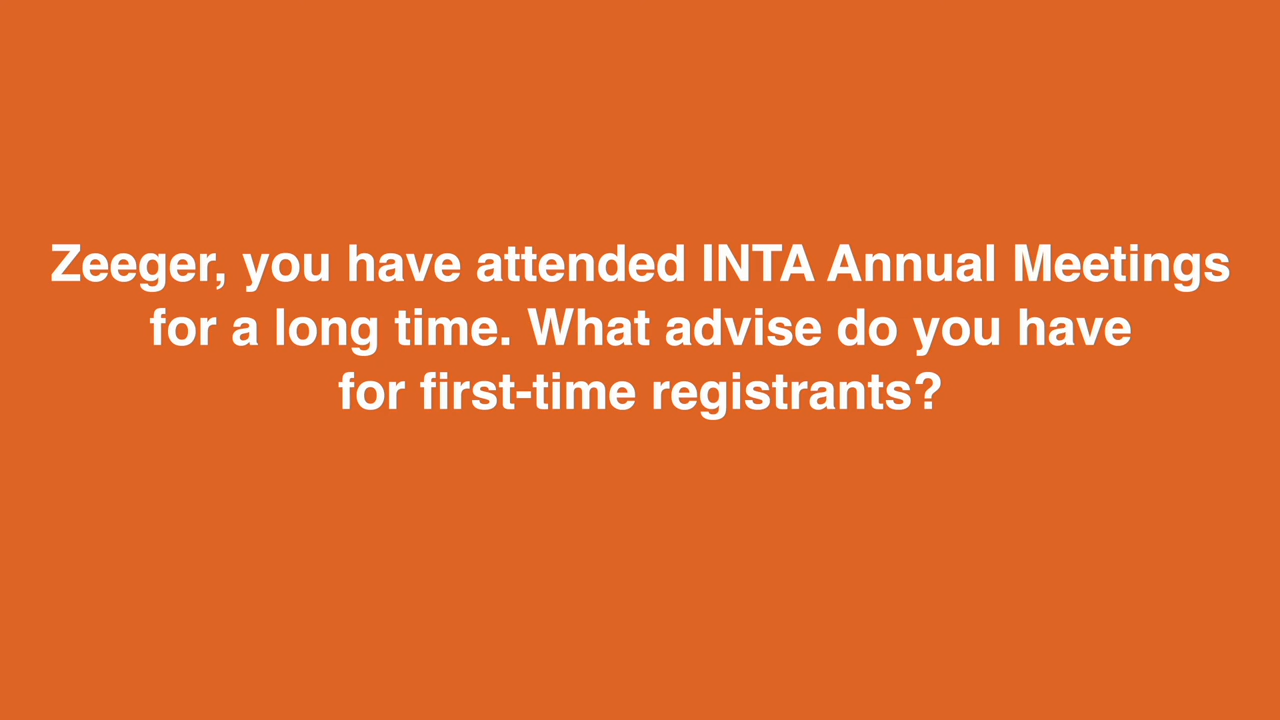 Zeeger, you have attended INTA Annual Meetings
for a long time. What advise do you have
for first-time registrants?